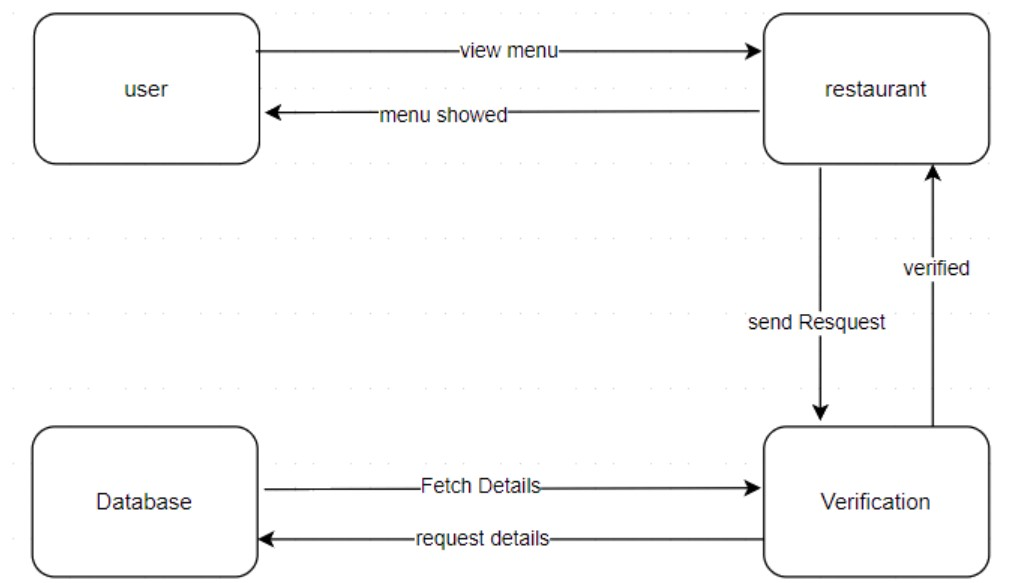 view menu
user
restaurant
menu showed
verified
send Resquest
Fetch Details
Database
Verification
request details